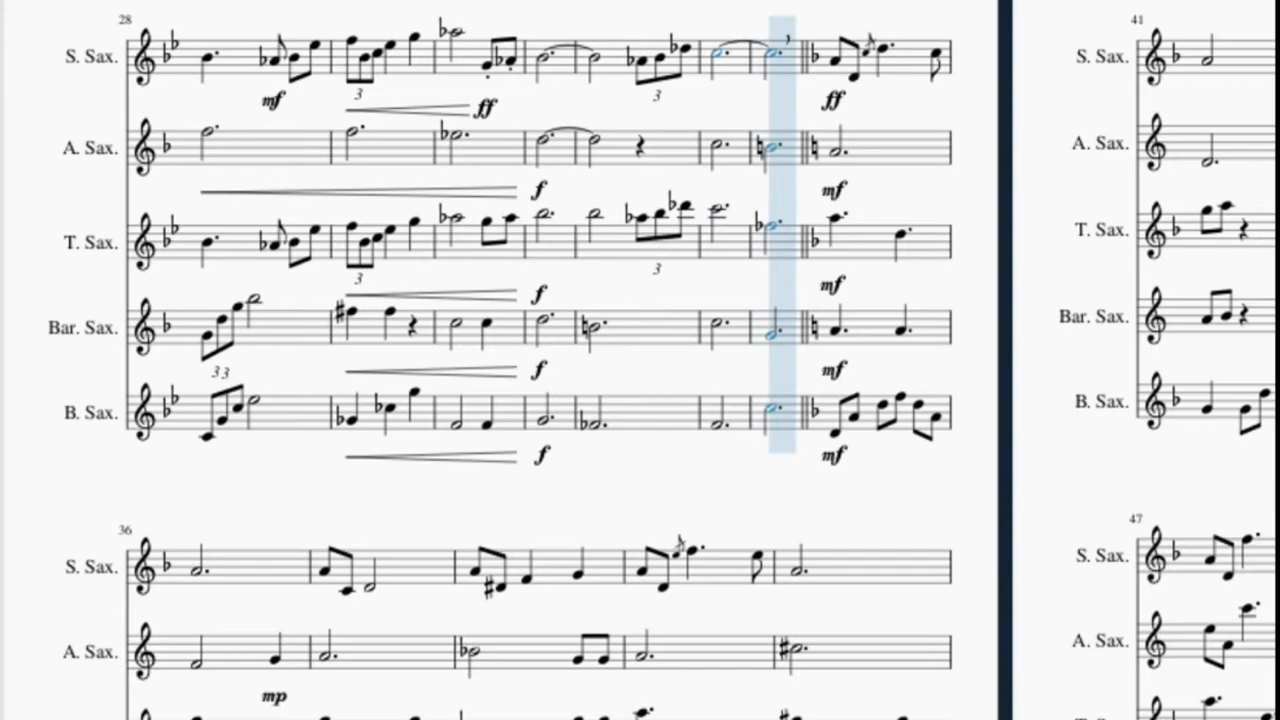 28
S. Sax.
mf
3
ff
3
ff
A. Sax.
f
mf
T. Sax.
3
f
3
mf
Bar. Sax.
3 3
f
mf
B. Sax.
f
mf
36
S. Sax.
A. Sax.
mp
41
S. Sax.
A. Sax.
T. Sax.
Bar. Sax.
B. Sax.
47
S. Sax.
A. Sax.